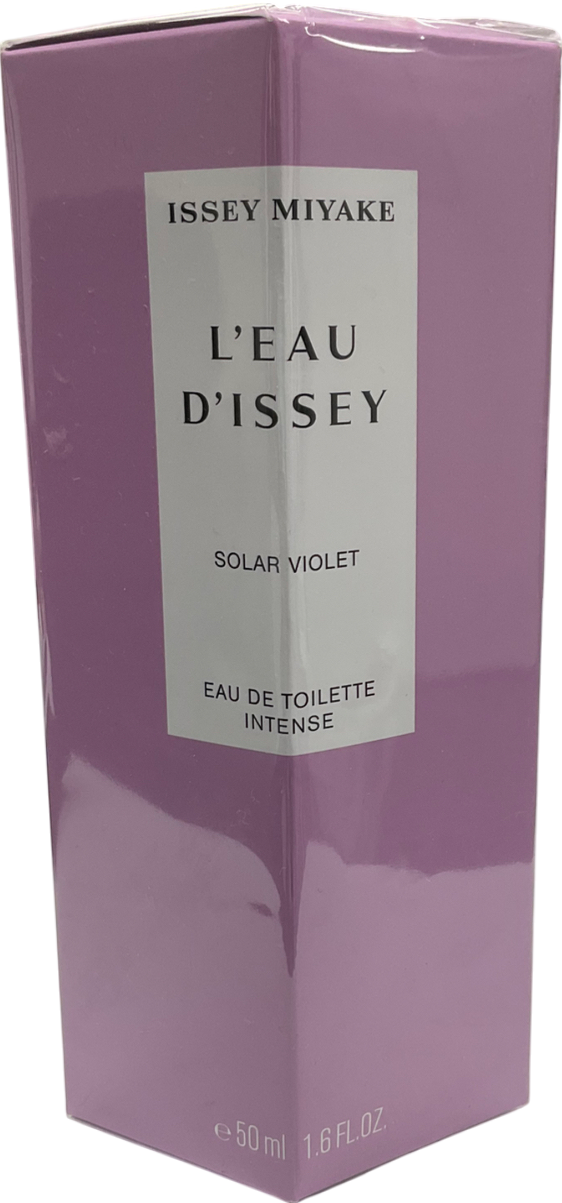 ISSEY MIYAKE
L'EAU
D'ISSEY
SOLAR VIOLET
EAU DE TOILETTE
INTENSE
℮50 ml 1.6 FL.OZ.